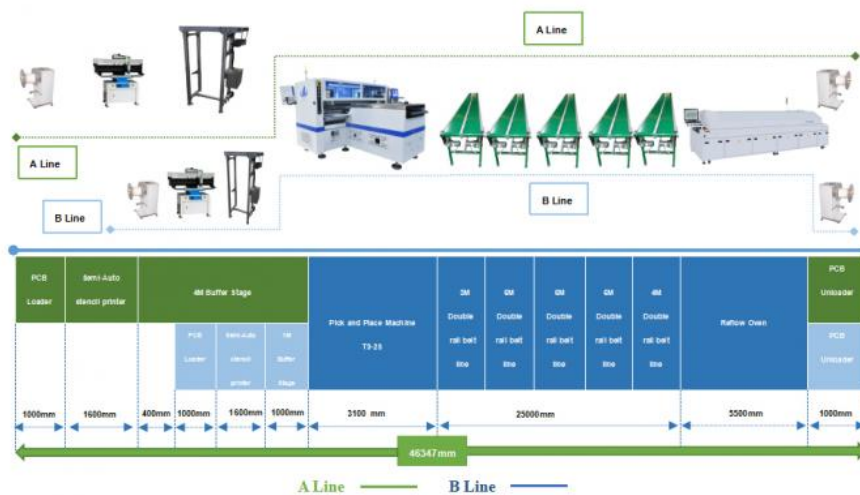 A Line
A Line
B Line
B Line
PCB
Loader
Semi-Auto
stencil printer
4M Buffer Stage
Pick and Place Machine
T3-2S
3M
Double
rail belt
line
6M
Double
rail belt
line
6M
Double
rail belt
line
6M
Double
rail belt
line
4M
Double
rail belt
line
Reflow Oven
PCB
Unloader
PCB
Loader
Semi-Auto
stencil
printer
1M
Buffer
Stage
PCB
Unloader
1000mm
1600mm
400mm
1000mm
1600mm
1000mm
3100 mm
25000mm
5500mm
1000mm
46347mm
A Line
B Line